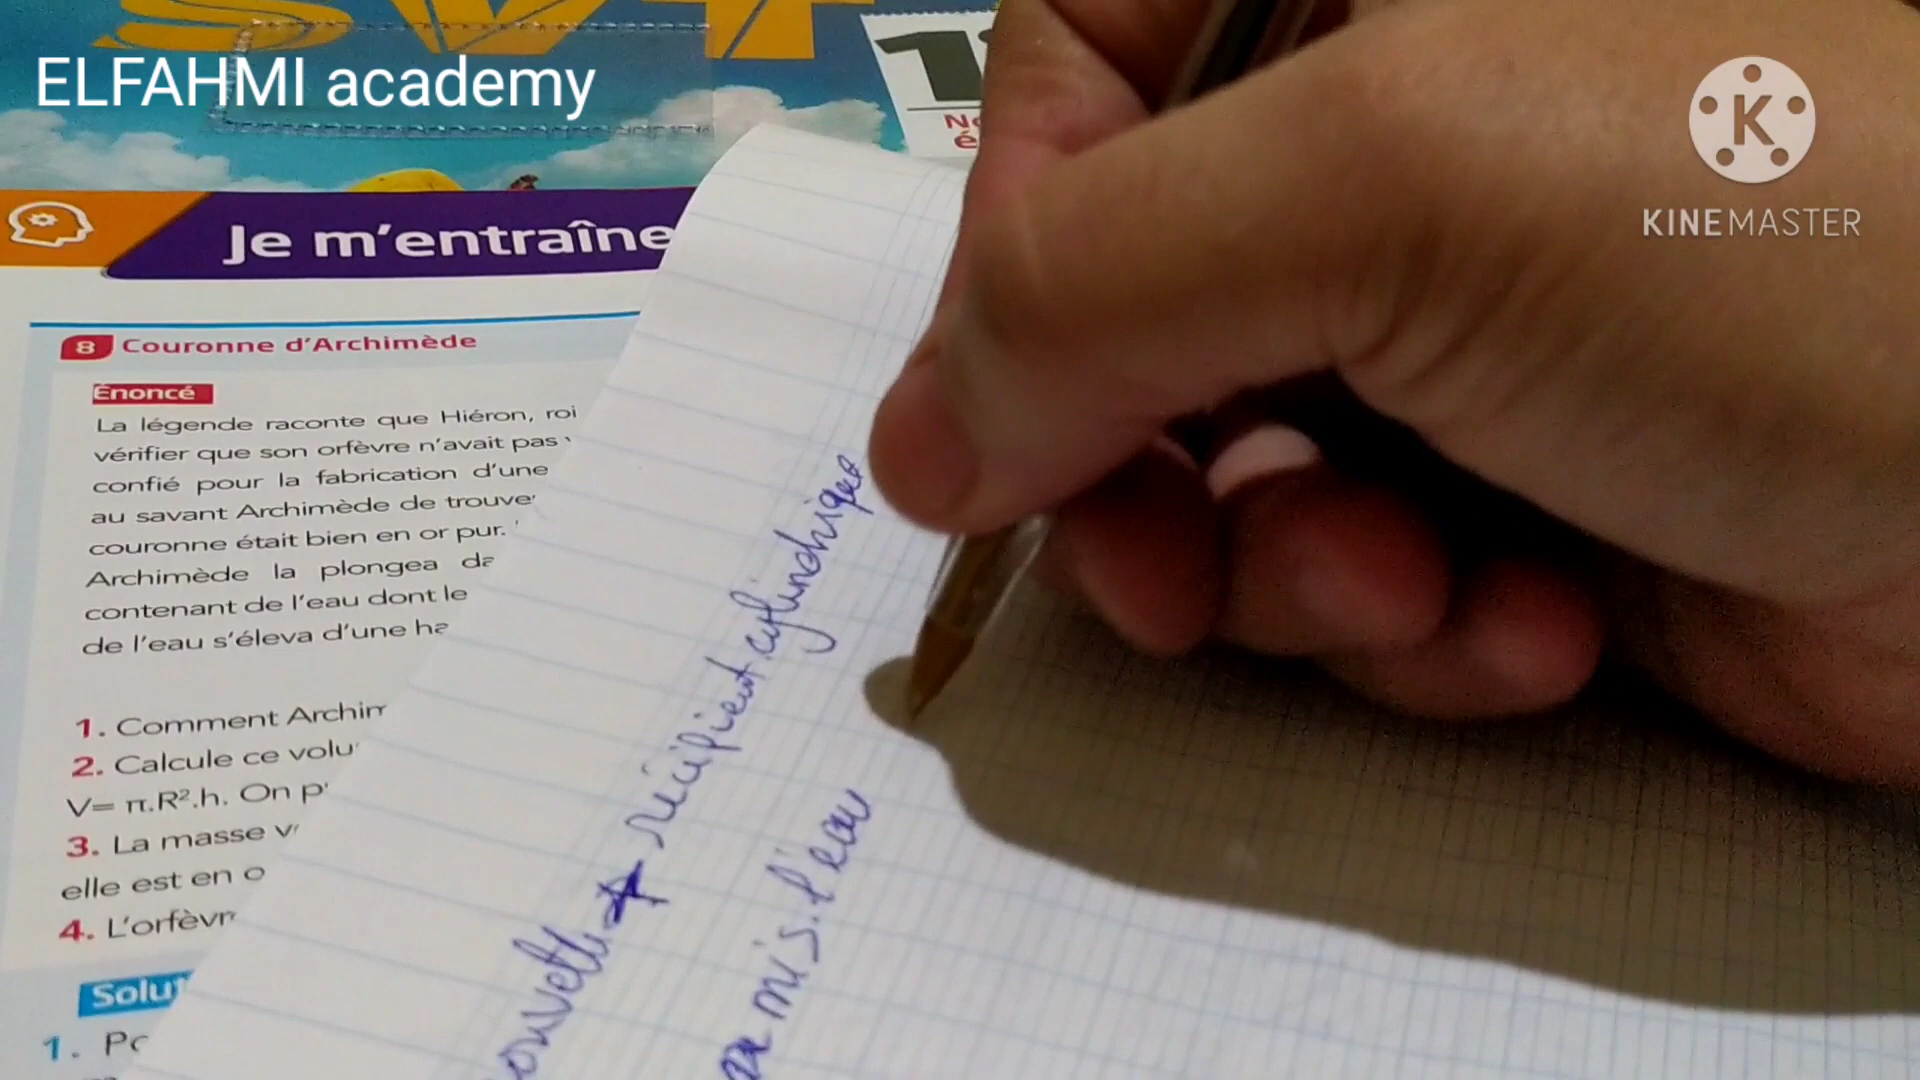 SVT
ELFAHMI academy
1
KINEMASTER
Je m'entraîne
8 Couronne d'Archimède
Énoncé
La légende raconte que Hiéron, roi
vérifier que son orfèvre n'avait pas
confié pour la fabrication d'une
au savant Archimède de trouve
couronne était bien en or pur.
Archimède la plongea da
contenant de l'eau dont le
de l'eau s'éleva d'une ha
1. Comment Archim
2. Calcule ce volu
V= π.R².h. On p
3. La masse v
elle est en o
4. L'orfèvr
Solut
1. Po
récipient cylindrique
mis l'eau